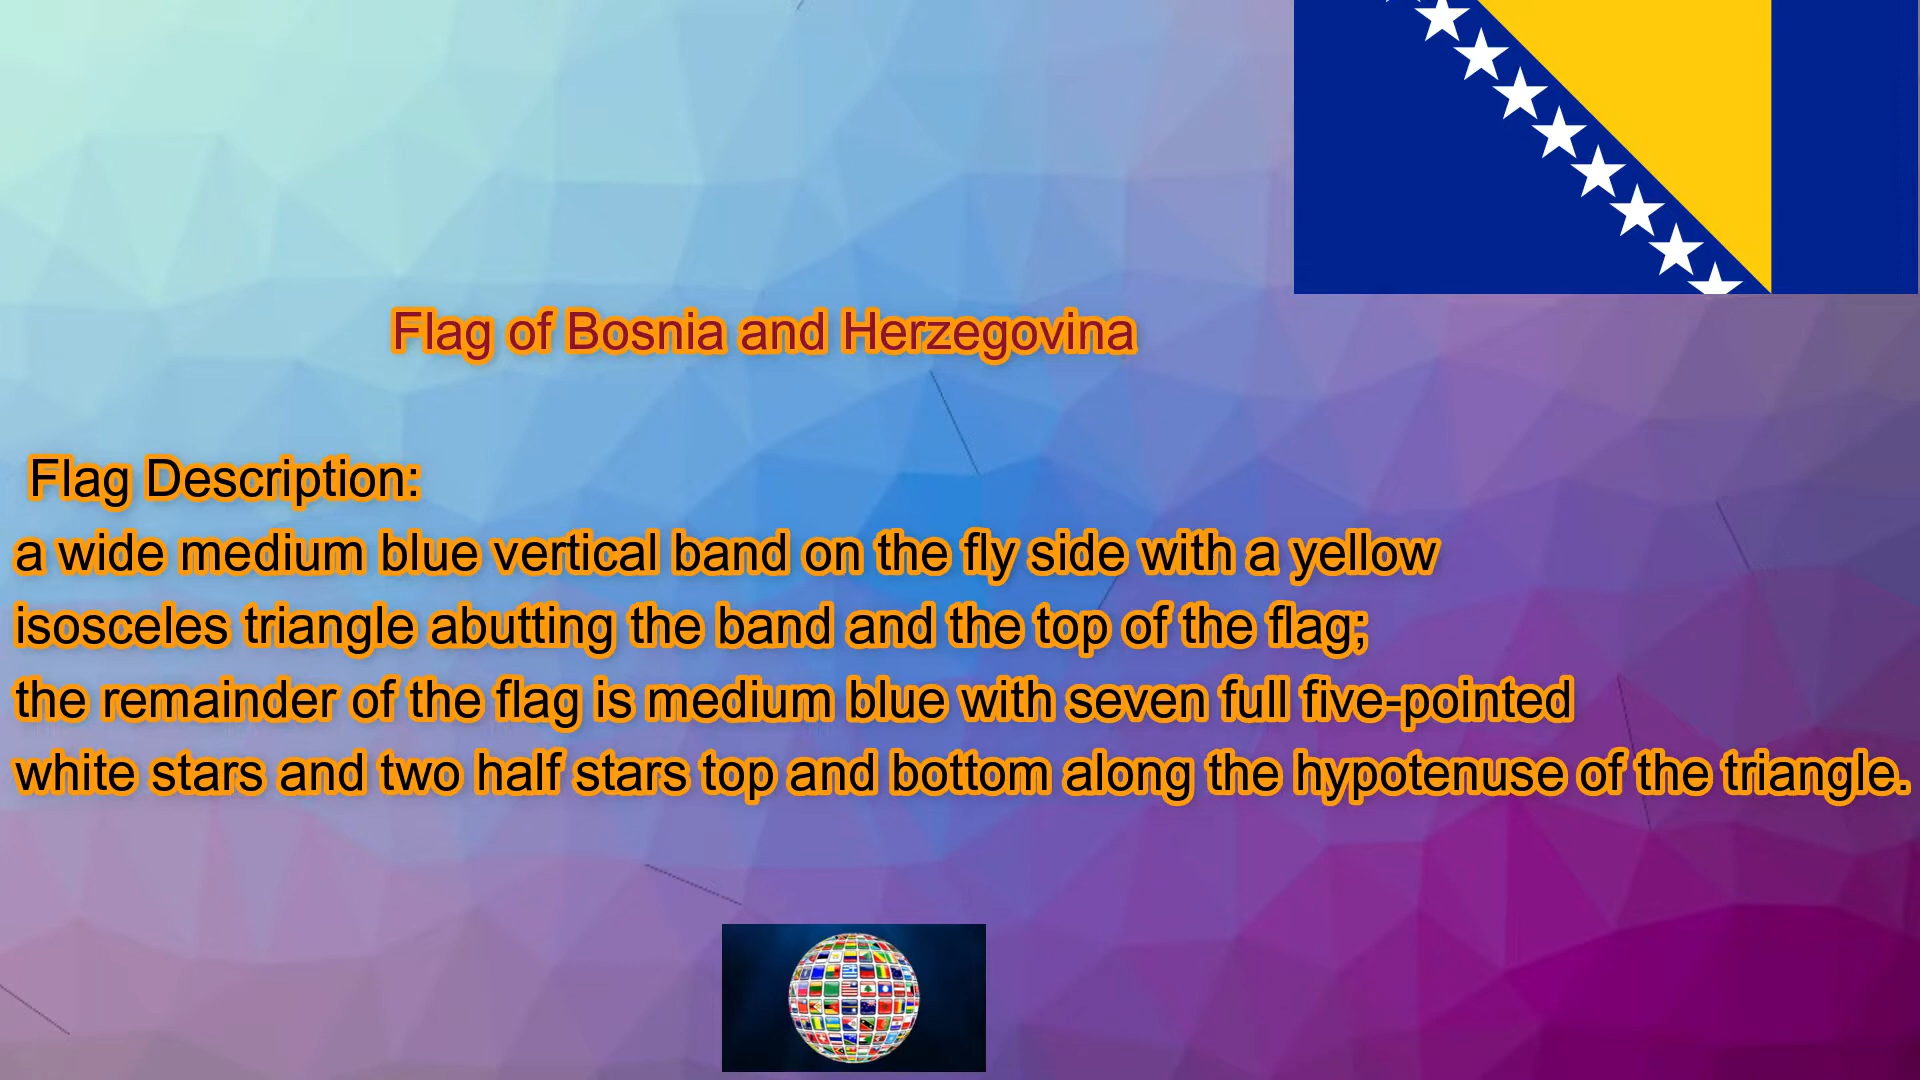 Flag of Bosnia and Herzegovina
Flag Description:
a wide medium blue vertical band on the fly side with a yellow
isosceles triangle abutting the band and the top of the flag;
the remainder of the flag is medium blue with seven full five-pointed
white stars and two half stars top and bottom along the hypotenuse of the triangle.